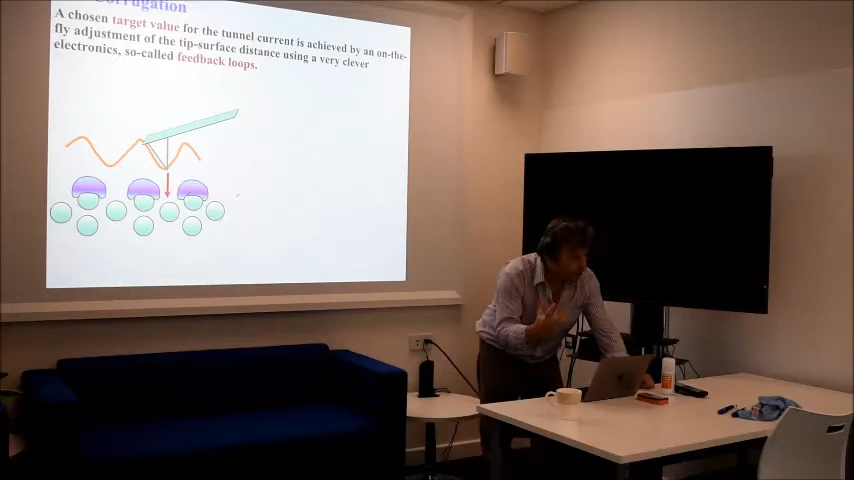 Corrugation
A chosen target value for the tunnel current is achieved by an on-the-
fly adjustment of the tip-surface distance using a very clever
electronics, so-called feedback loops.